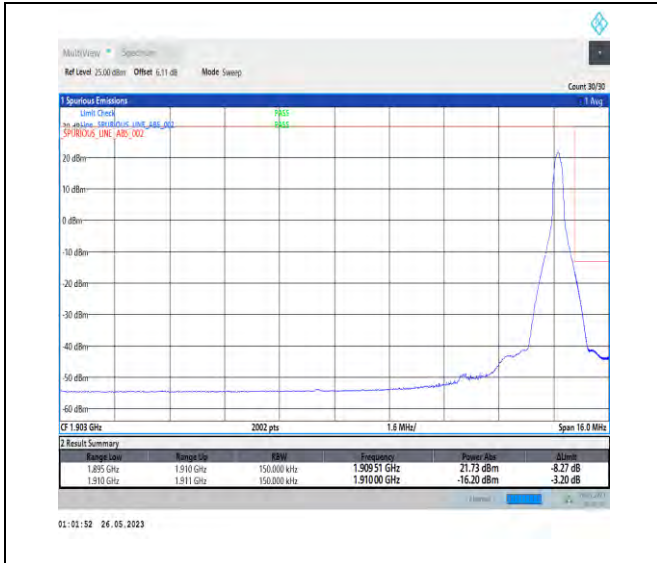 MultiView Spectrum
Ref Level 25.00 dBm Offset 6.11 dB Mode Sweep
Count 30/30
1 Spurious Emissions 1 Avg
Limit Check PASS
Line _SPURIOUS_LINE_ABS_002 PASS
_SPURIOUS_LINE_ABS_002
20 dBm
10 dBm
0 dBm
-10 dBm
-20 dBm
-30 dBm
-40 dBm
-50 dBm
-60 dBm
CF 1.903 GHz 2002 pts 1.6 MHz/ Span 16.0 MHz
2 Result Summary
Range Low Range Up RBW Frequency Power Abs ΔLimit
1.895 GHz 1.910 GHz 150.000 kHz 1.90951 GHz 21.73 dBm -8.27 dB
1.910 GHz 1.911 GHz 150.000 kHz 1.91000 GHz -16.20 dBm -3.20 dB
01:01:52 26.05.2023